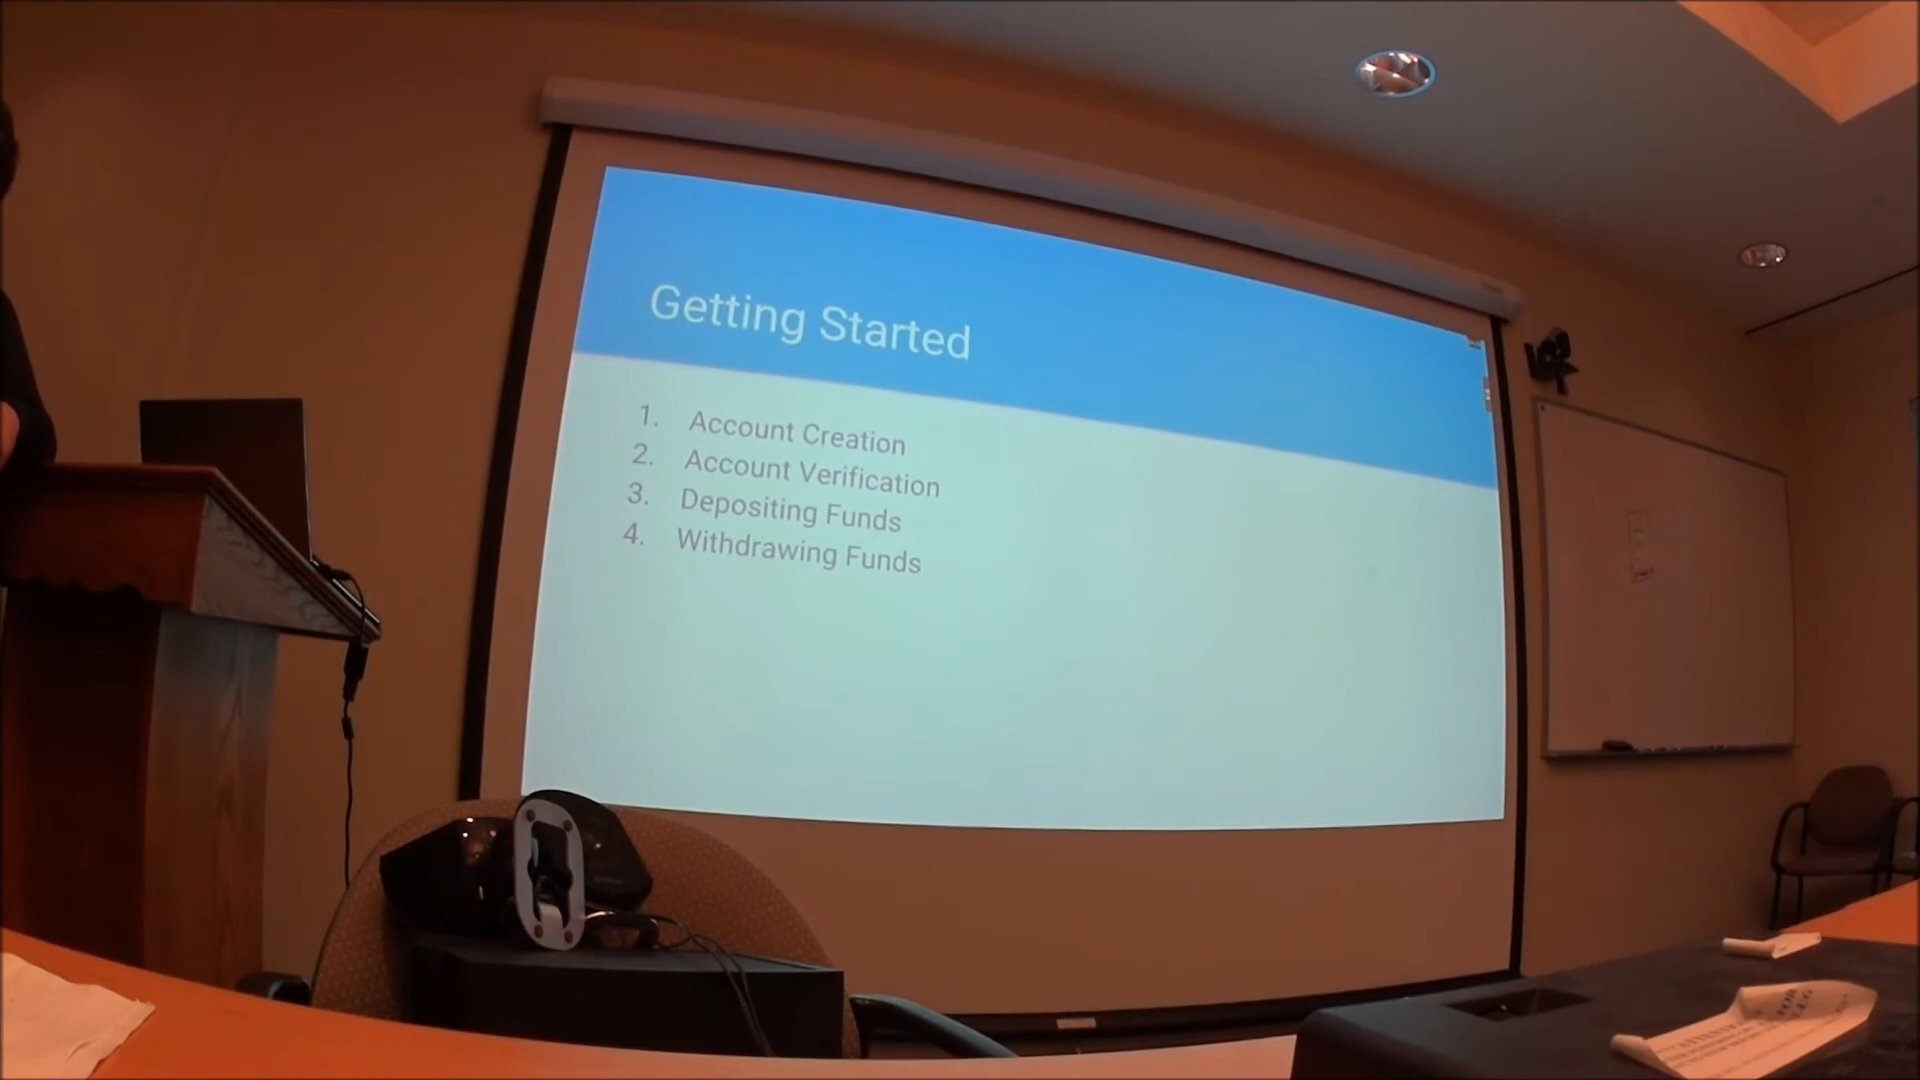 Getting Started
1. Account Creation
2. Account Verification
3. Depositing Funds
4. Withdrawing Funds